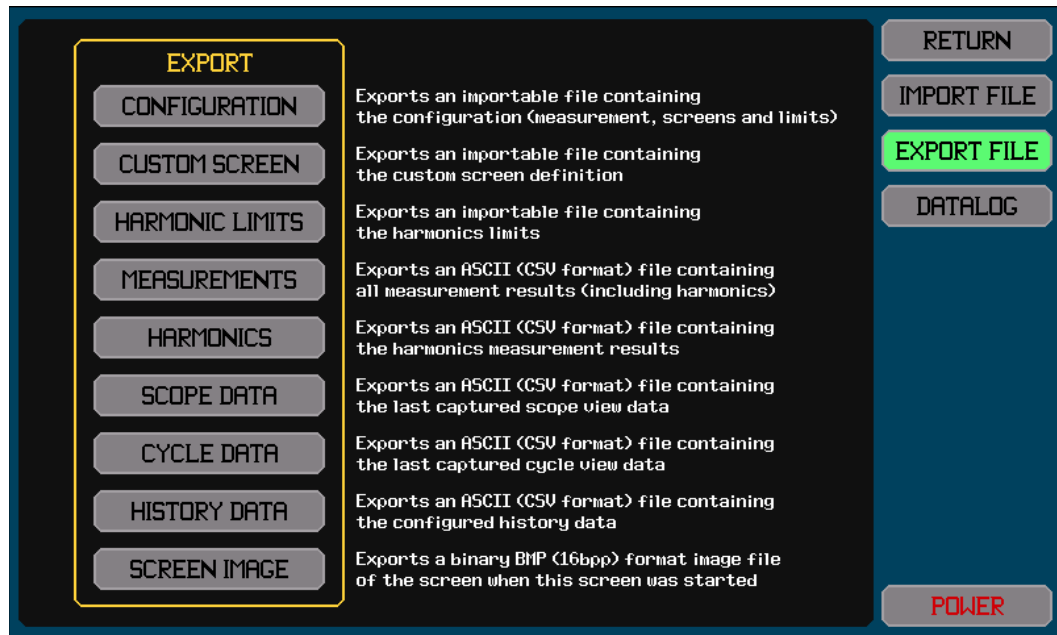 EXPORT
CONFIGURATION
Exports an importable file containing
the configuration (measurement, screens and limits)
CUSTOM SCREEN
Exports an importable file containing
the custom screen definition
HARMONIC LIMITS
Exports an importable file containing
the harmonics limits
MEASUREMENTS
Exports an ASCII (CSV format) file containing
all measurement results (including harmonics)
HARMONICS
Exports an ASCII (CSV format) file containing
the harmonics measurement results
SCOPE DATA
Exports an ASCII (CSV format) file containing
the last captured scope view data
CYCLE DATA
Exports an ASCII (CSV format) file containing
the last captured cycle view data
HISTORY DATA
Exports an ASCII (CSV format) file containing
the configured history data
SCREEN IMAGE
Exports a binary BMP (16bpp) format image file
of the screen when this screen was started
RETURN
IMPORT FILE
EXPORT FILE
DATALOG
POWER